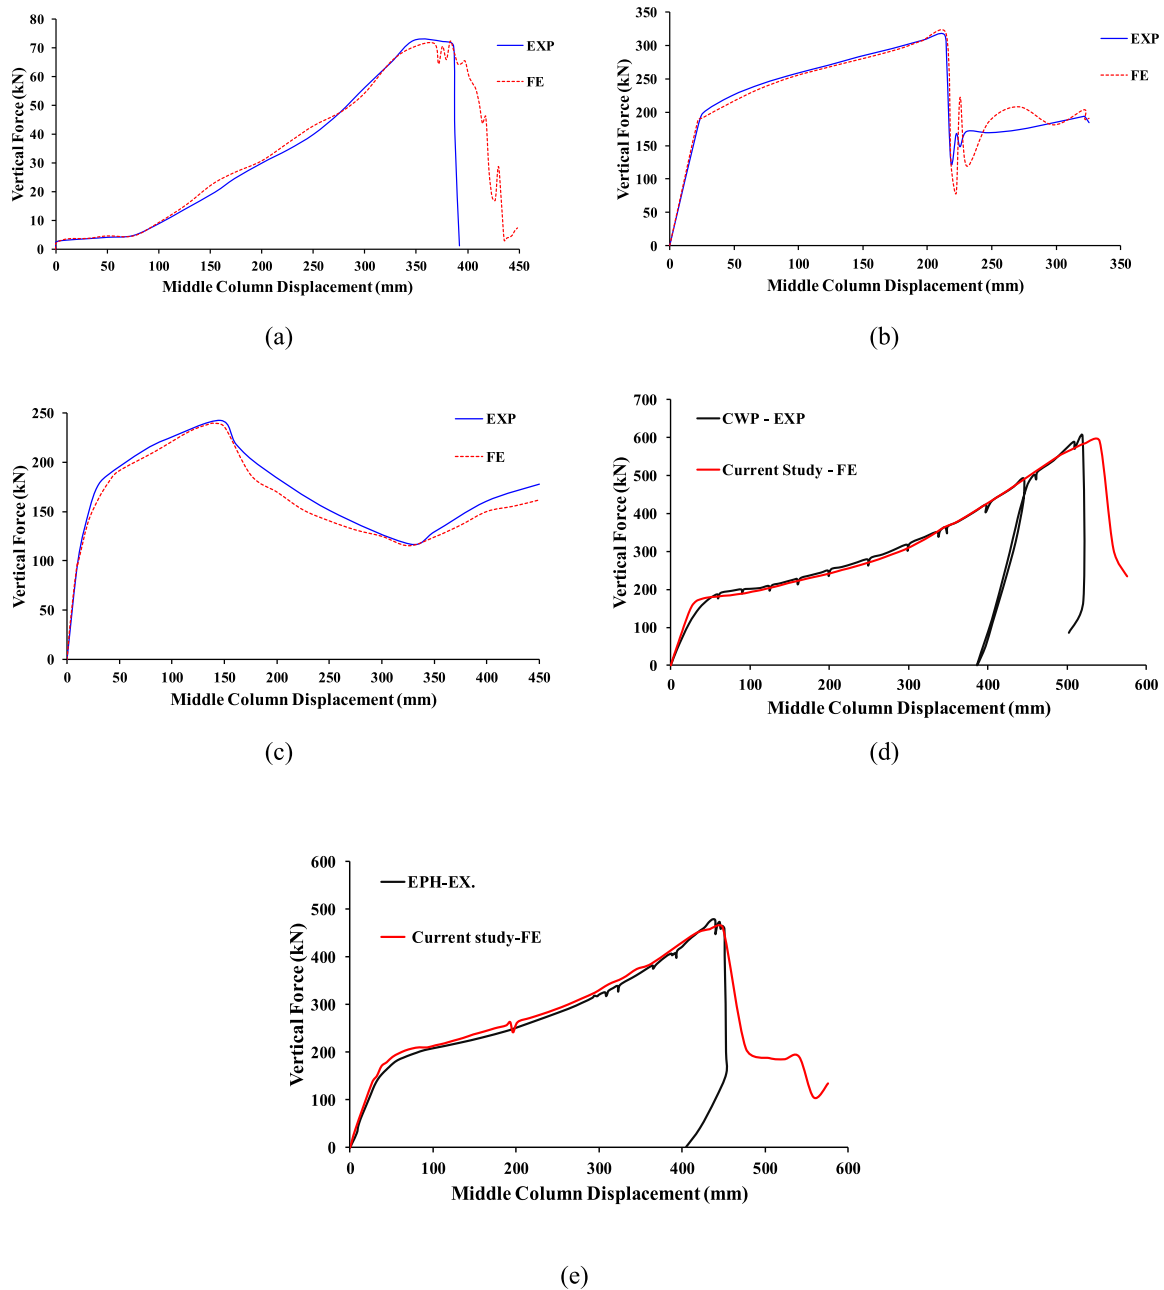 80
70
60
50
40
30
20
10
0
Vertical Force (kN)
EXP
FE
0 50 100 150 200 250 300 350 400 450
Middle Column Displacement (mm)
(a)
350
300
250
200
150
100
50
0
Vertical Force (kN)
EXP
FE
0 50 100 150 200 250 300 350
Middle Column Displacement (mm)
(b)
250
200
150
100
50
0
Vertical Force (kN)
EXP
FE
0 50 100 150 200 250 300 350 400 450
Middle Column Displacement (mm)
(c)
700
600
500
400
300
200
100
0
Vertical Force (kN)
CWP - EXP
Current Study - FE
0 100 200 300 400 500 600
Middle Column Displacement (mm)
(d)
600
500
400
300
200
100
0
Vertical Force (kN)
EPH-EX.
Current study-FE
0 100 200 300 400 500 600
Middle Column Displacement (mm)
(e)